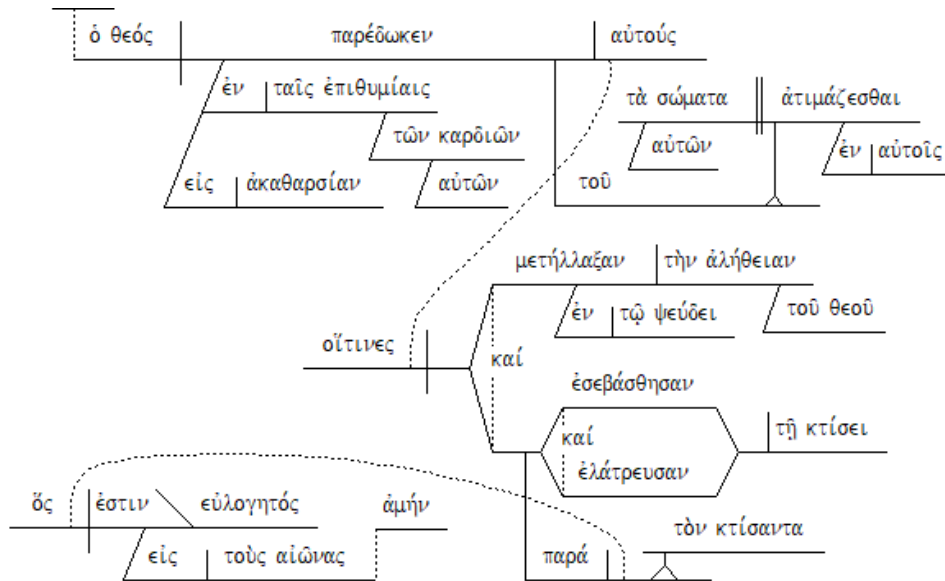 ὁ θεός παρέδωκεν αὐτούς
ἐν ταῖς ἐπιθυμίαις τὰ σώματα ἀτιμάζεσθαι
τῶν καρδιῶν αὐτῶν ἐν αὐτοῖς
εἰς ἀκαθαρσίαν αὐτῶν τοῦ
μετήλλαξαν τὴν ἀλήθειαν
ἐν τῷ ψεύδει τοῦ θεοῦ
οἵτινες καί
ἐσεβάσθησαν
καί τῇ κτίσει
ἐλάτρευσαν
ὅς ἐστιν εὐλογητός ἀμήν
τὸν κτίσαντα
εἰς τοὺς αἰῶνας παρά